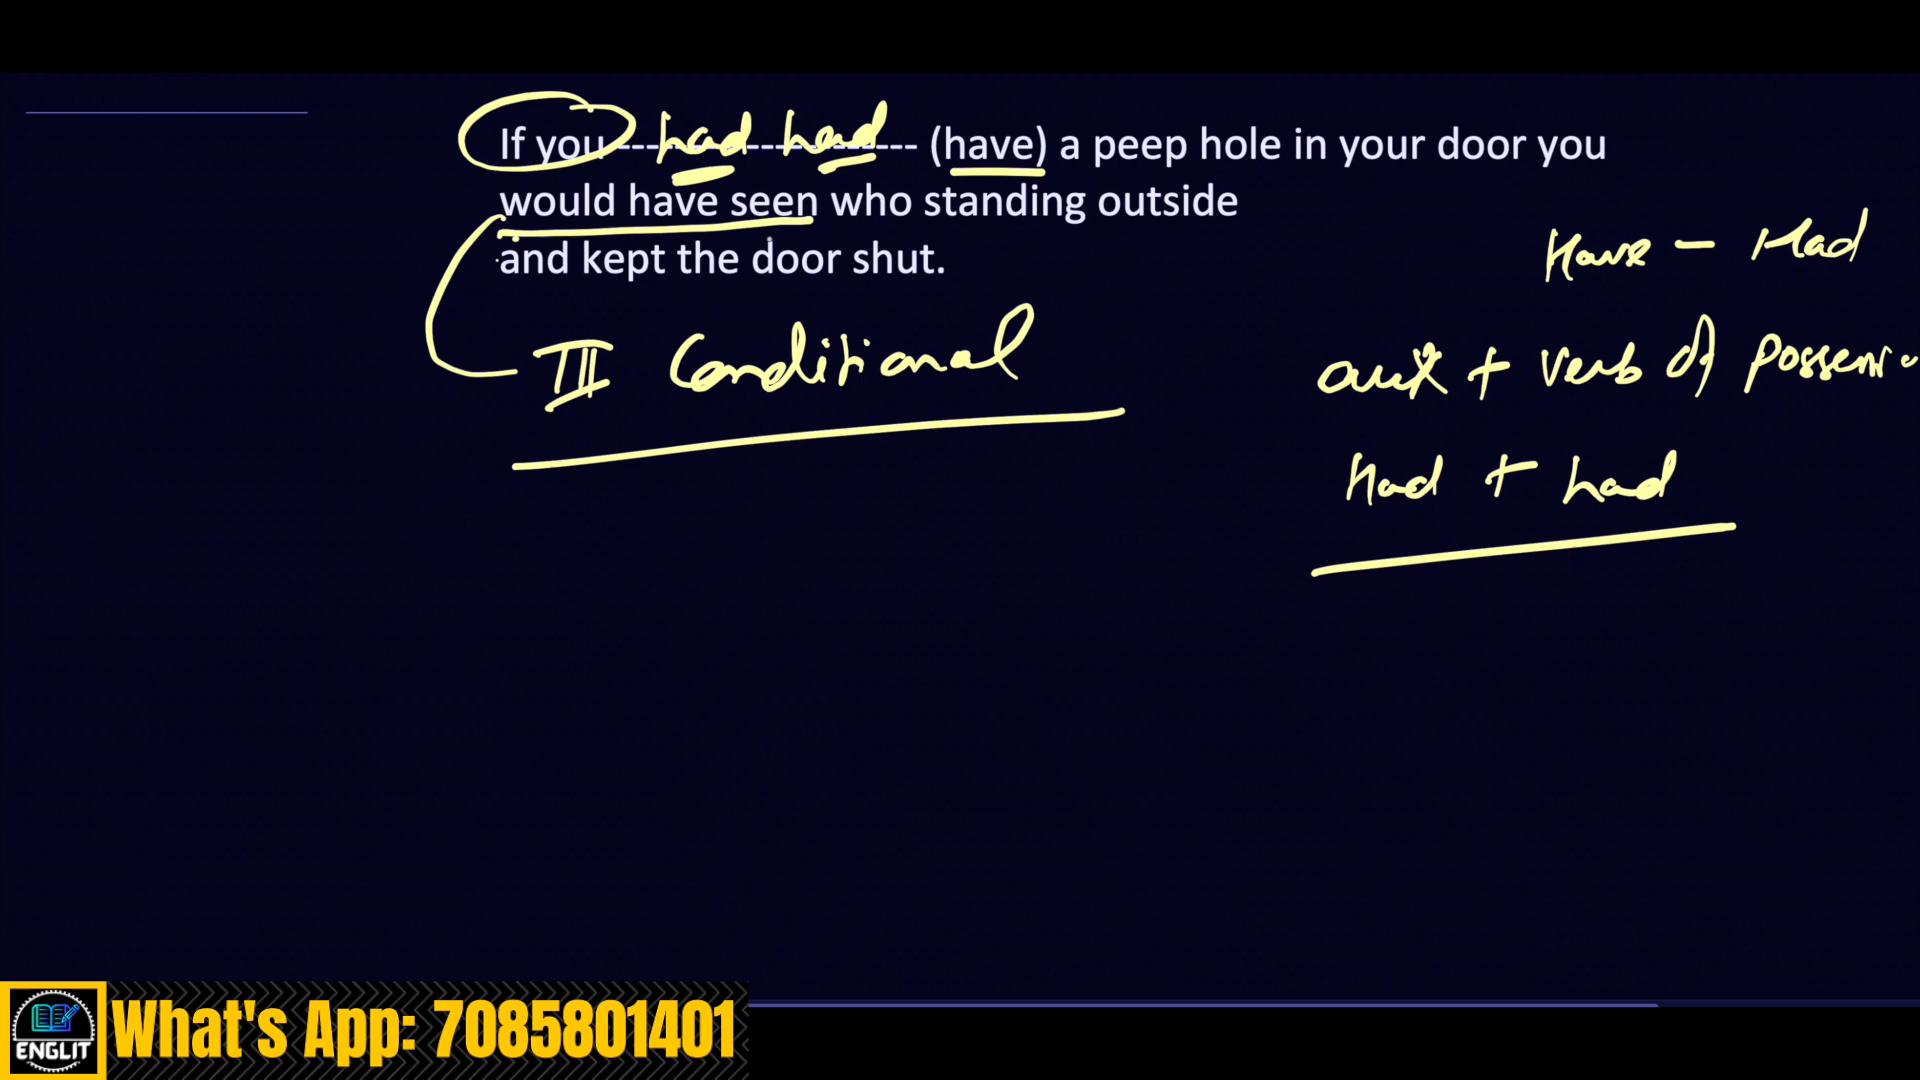 If you -- had had -- (have) a peep hole in your door you
would have seen who standing outside
and kept the door shut.
Have - Had
III Conditional
aux + verb of
Had + had
ENGLIT
What's App: 7085801401